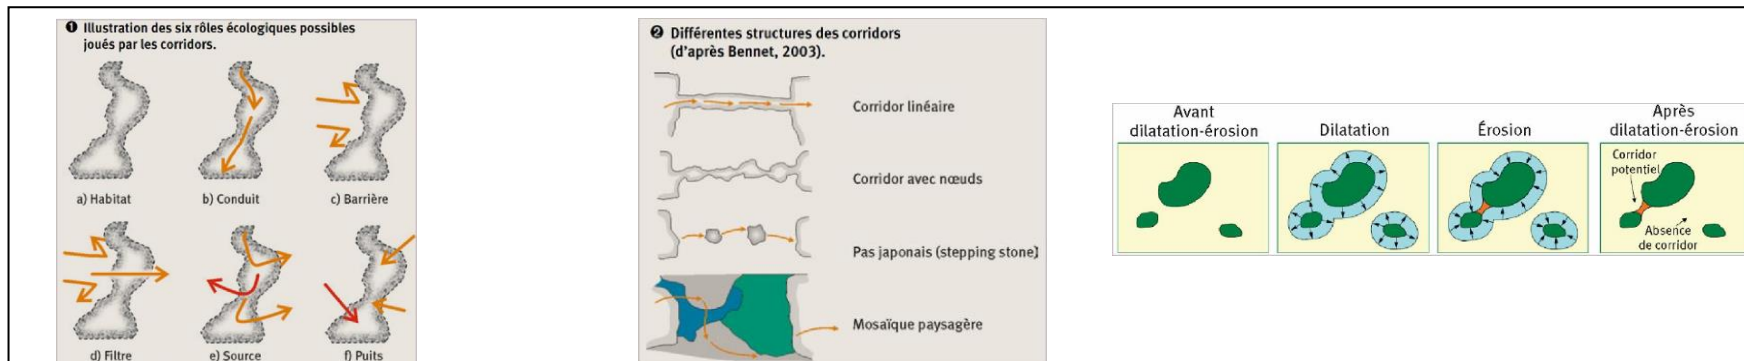 ❶ Illustration des six rôles écologiques possibles
joués par les corridors.
a) Habitat
b) Conduit
c) Barrière
d) Filtre
e) Source
f) Puits
❷ Différentes structures des corridors
(d'après Bennet, 2003).
Corridor linéaire
Corridor avec nœuds
Pas japonais (stepping stone)
Mosaïque paysagère
Avant
dilatation-érosion
Dilatation
Érosion
Après
dilatation-érosion
Corridor
potentiel
Absence
de corridor